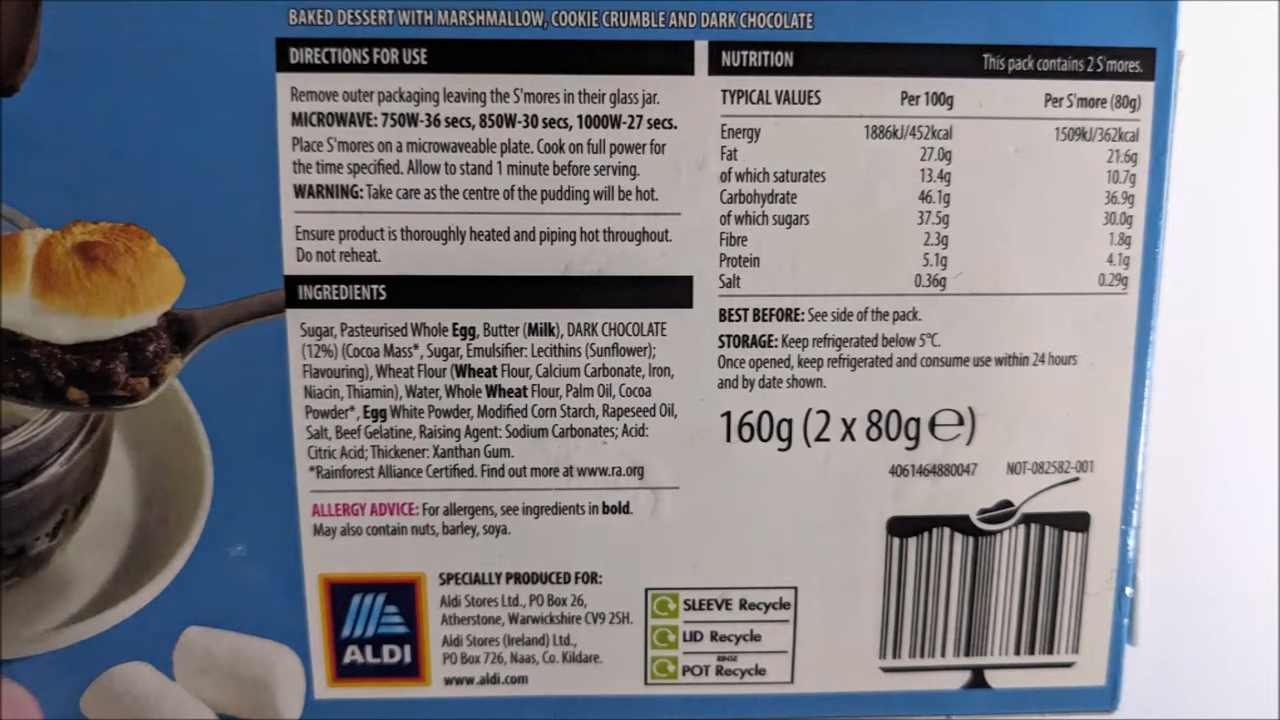 BAKED DESSERT WITH MARSHMALLOW, COOKIE CRUMBLE AND DARK CHOCOLATE
DIRECTIONS FOR USE
Remove outer packaging leaving the S'mores in their glass jar.
MICROWAVE: 750W-36 secs, 850W-30 secs, 1000W-27 secs.
Place S'mores on a microwaveable plate. Cook on full power for
the time specified. Allow to stand 1 minute before serving.
WARNING: Take care as the centre of the pudding will be hot.
Ensure product is thoroughly heated and piping hot throughout.
Do not reheat.
INGREDIENTS
Sugar, Pasteurised Whole Egg, Butter (Milk), DARK CHOCOLATE
(12%) (Cocoa Mass*, Sugar, Emulsifier: Lecithins (Sunflower);
Flavouring), Wheat Flour (Wheat Flour, Calcium Carbonate, Iron,
Niacin, Thiamin), Water, Whole Wheat Flour, Palm Oil, Cocoa
Powder*, Egg White Powder, Modified Corn Starch, Rapeseed Oil,
Salt, Beef Gelatine, Raising Agent: Sodium Carbonates; Acid:
Citric Acid; Thickener: Xanthan Gum.
*Rainforest Alliance Certified. Find out more at www.ra.org
ALLERGY ADVICE: For allergens, see ingredients in bold.
May also contain nuts, barley, soya.
ALDI
SPECIALLY PRODUCED FOR:
Aldi Stores Ltd., PO Box 26,
Atherstone, Warwickshire CV9 2SH.
Aldi Stores (Ireland) Ltd.,
PO Box 726, Naas, Co. Kildare.
www.aldi.com
SLEEVE Recycle
LID Recycle
RINSE
POT Recycle
NUTRITION This pack contains 2 S'mores.
TYPICAL VALUES Per 100g Per S'more (80g)
Energy 1886kJ/452kcal 1509kJ/362kcal
Fat 27.0g 21.6g
of which saturates 13.4g 10.7g
Carbohydrate 46.1g 36.9g
of which sugars 37.5g 30.0g
Fibre 2.3g 1.8g
Protein 5.1g 4.1g
Salt 0.36g 0.29g
BEST BEFORE: See side of the pack.
STORAGE: Keep refrigerated below 5°C.
Once opened, keep refrigerated and consume use within 24 hours
and by date shown.
160g (2 x 80g ℮)
4061464880047 NOT-082582-001